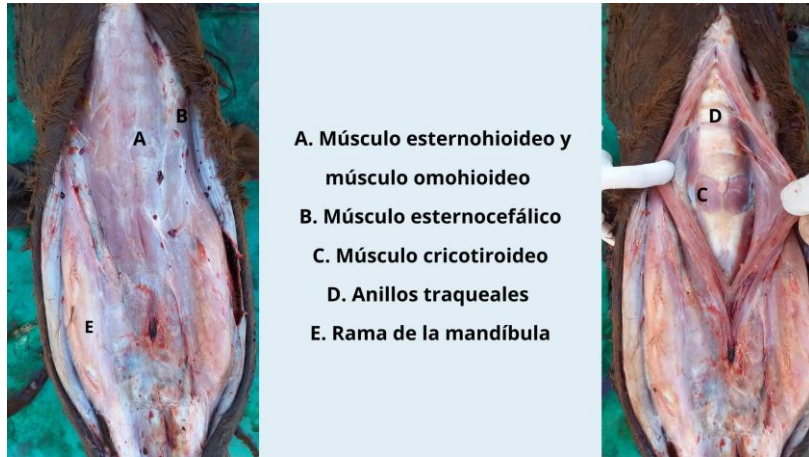 A
B
E
A. Músculo esternohioideo y
músculo omohioideo
B. Músculo esternocefálico
C. Músculo cricotiroideo
D. Anillos traqueales
E. Rama de la mandíbula
D
C